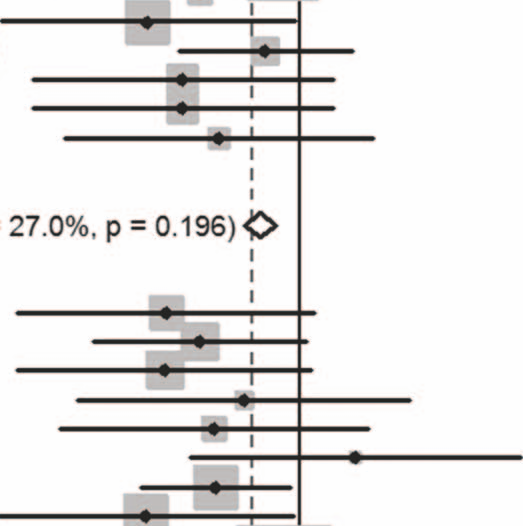 = 27.0%, p = 0.196)